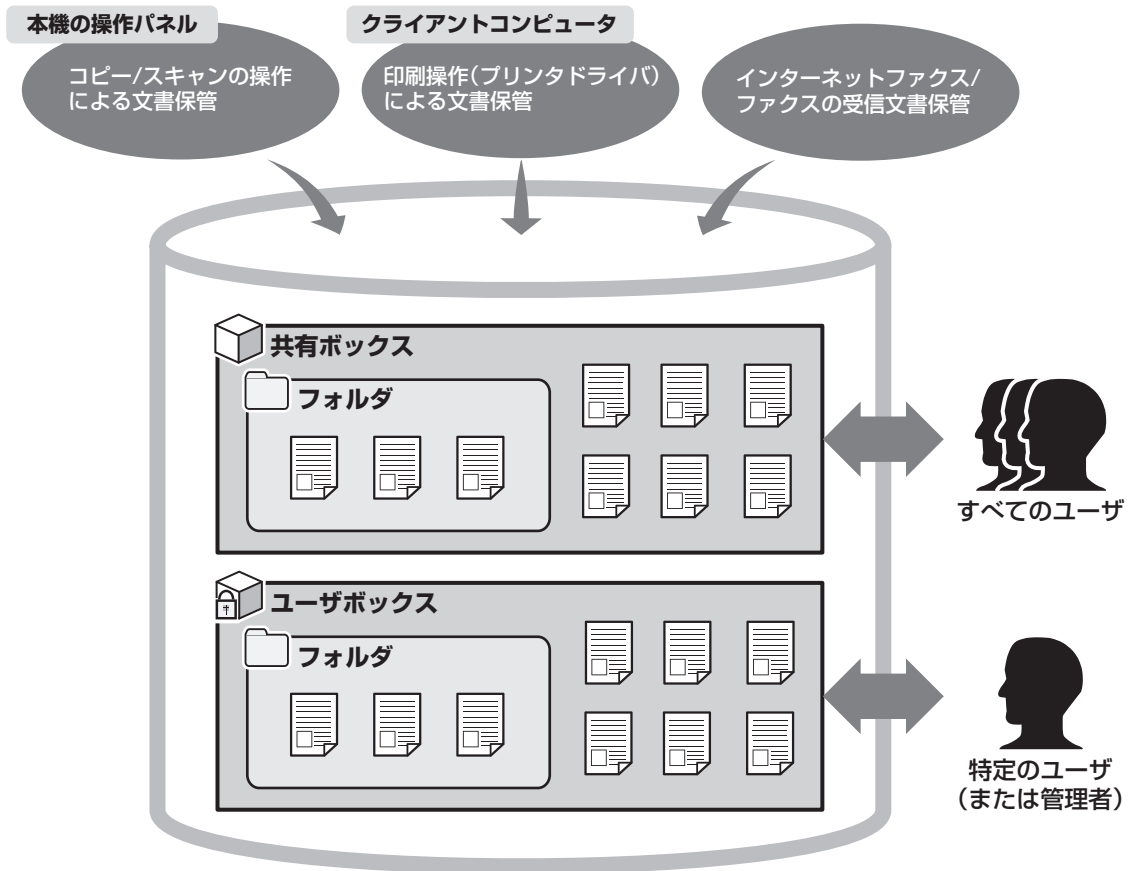 本機の操作パネル
クライアントコンピュータ
コピー/スキャンの操作
による文書保管
印刷操作(プリンタドライバ)
による文書保管
インターネットファクス/
ファクスの受信文書保管
共有ボックス
フォルダ
すべてのユーザ
ユーザボックス
フォルダ
特定のユーザ
(または管理者)